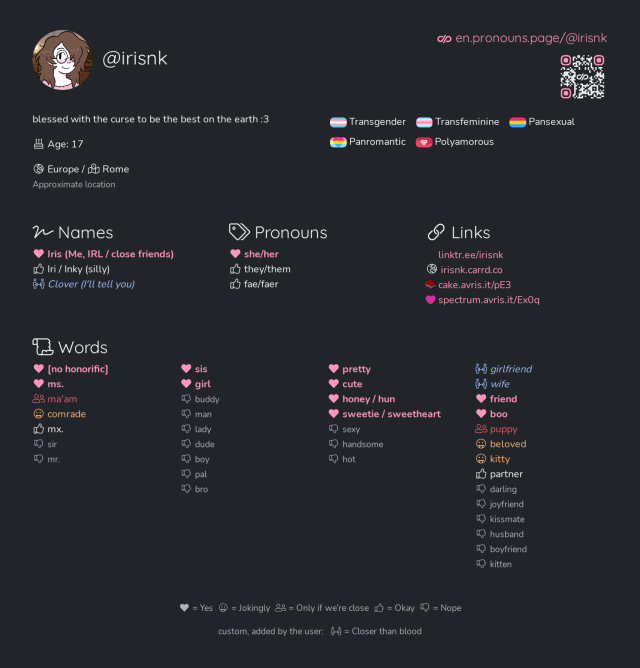 en.pronouns.page/@irisnk
@irisnk
blessed with the curse to be the best on the earth :3
Age: 17
Europe / Rome
Approximate location
Transgender Transfeminine Pansexual
Panromantic Polyamorous
Names
Iris (Me, IRL / close friends)
Iri / Inky (silly)
Clover (I'll tell you)
Pronouns
she/her
they/them
fae/faer
Links
linktr.ee/irisnk
irisnk.carrd.co
cake.avris.it/pE3
spectrum.avris.it/Ex0q
Words
[no honorific]
ms.
ma'am
comrade
mx.
sir
mr.
sis
girl
buddy
man
lady
dude
boy
pal
bro
pretty
cute
honey / hun
sweetie / sweetheart
sexy
handsome
hot
girlfriend
wife
friend
boo
puppy
beloved
kitty
partner
darling
joyfriend
kissmate
husband
boyfriend
kitten
= Yes = Jokingly = Only if we're close = Okay = Nope
custom, added by the user: = Closer than blood